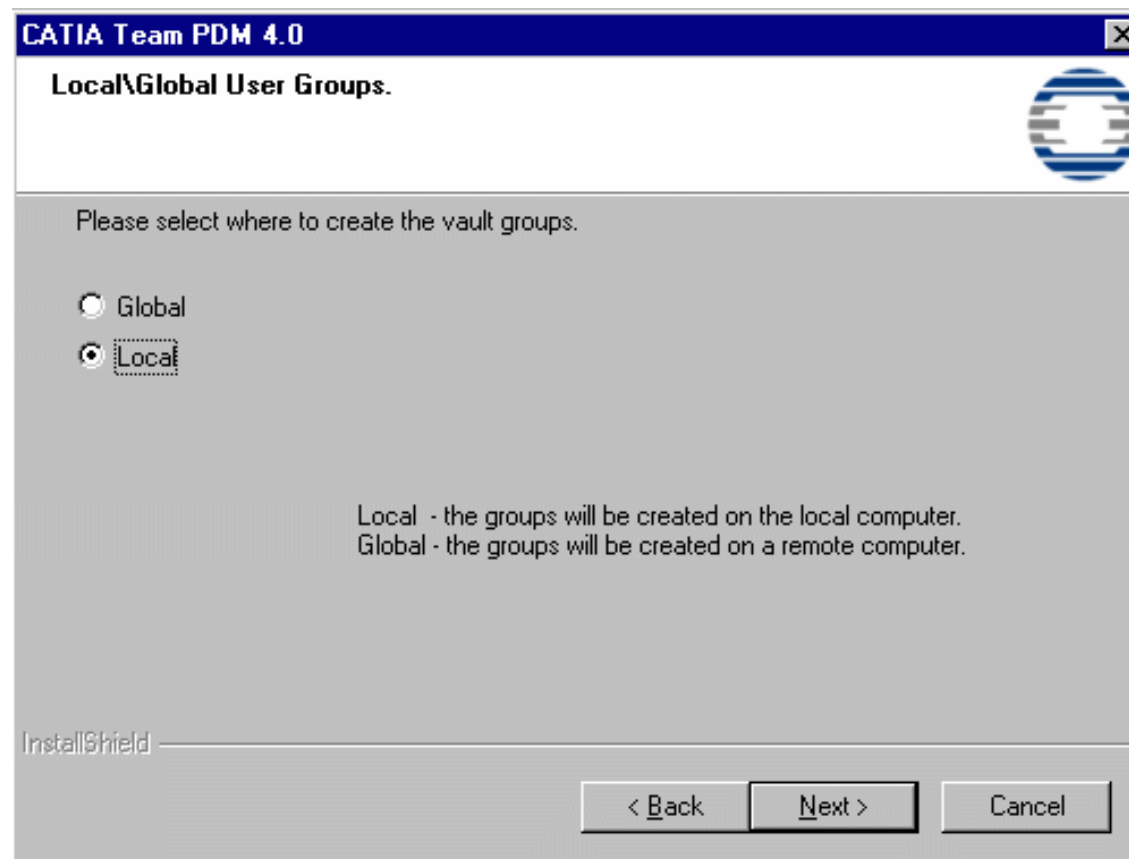 CATIA Team PDM 4.0
Local\Global User Groups.
Please select where to create the vault groups.
Global
Local
Local - the groups will be created on the local computer.
Global - the groups will be created on a remote computer.
InstallShield
< Back Next > Cancel